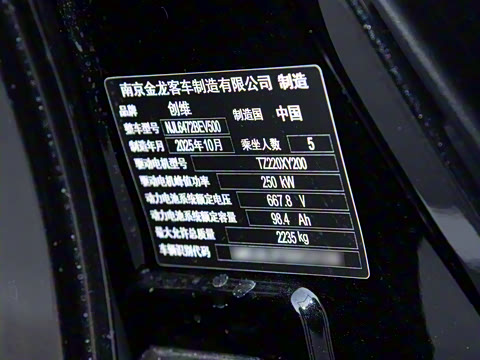 南京金龙客车制造有限公司 制造
品牌 创维 制造国 中国
整车型号 NJL6472BEV500
制造年月 2025年10月 乘坐人数 5
驱动电机型号 TZ220XY200
驱动电机峰值功率 250 kW
动力电池系统额定电压 667.8 V
动力电池系统额定容量 98.4 Ah
最大允许总质量 2235 kg
车辆识别代码